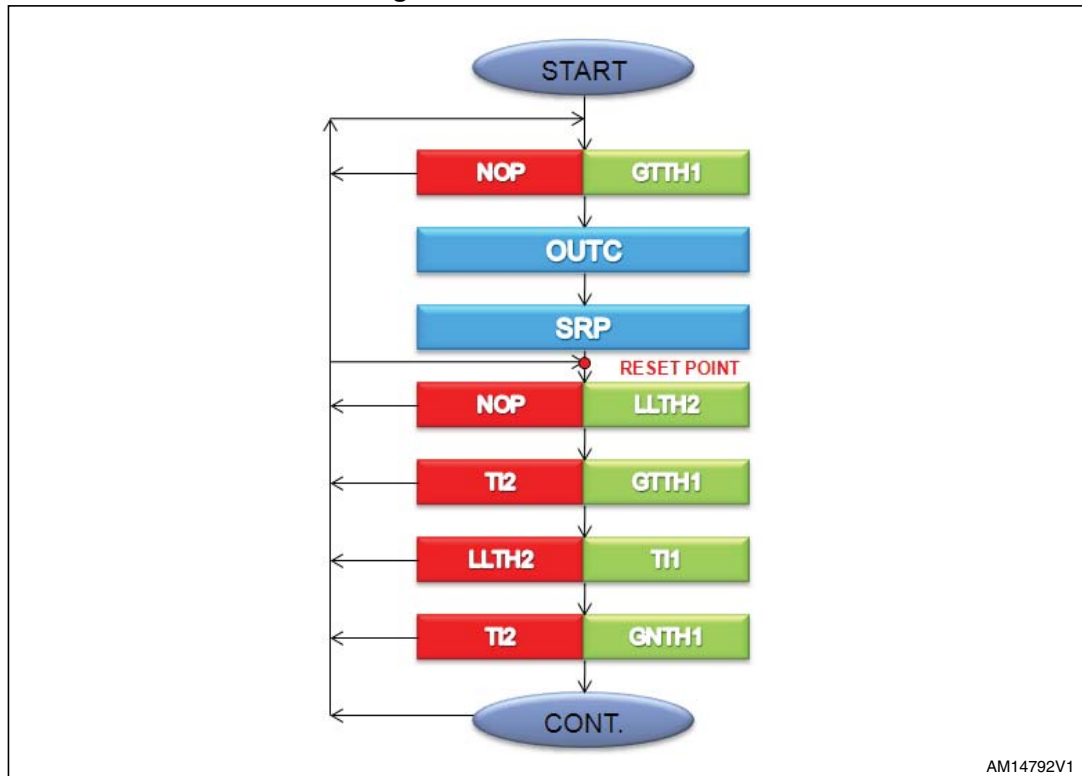 START
NOP GTTH1
OUTC
SRP
RESET POINT
NOP LLTH2
TI2 GTTH1
LLTH2 TI1
TI2 GNTH1
CONT.
AM14792V1